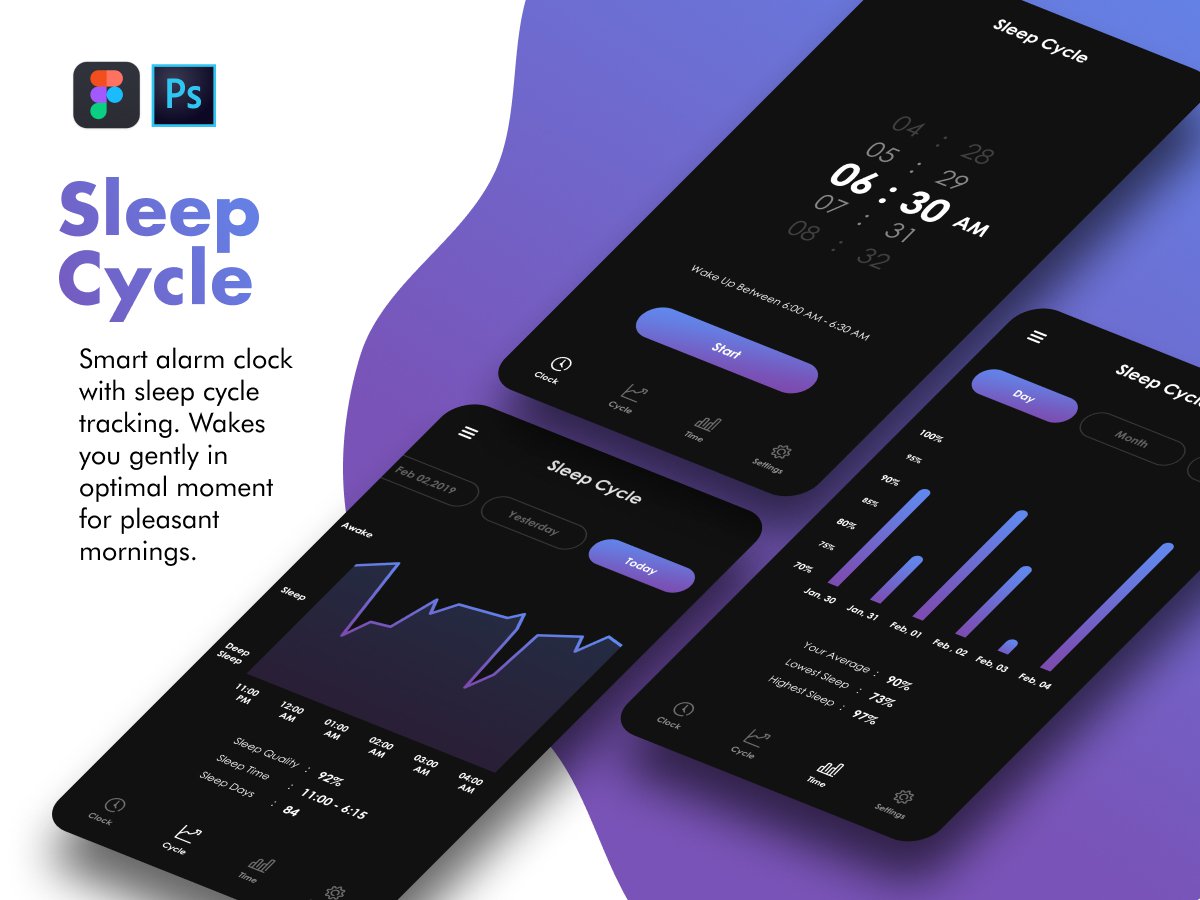 Ps
Sleep
Cycle
Smart alarm clock
with sleep cycle
tracking. Wakes
you gently in
optimal moment
for pleasant
mornings.
Sleep Cycle
04 : 28
05 : 29
06 : 30 AM
07 : 31
08 : 32
Wake Up Between 6:00 AM - 6:30 AM
Start
Clock
Cycle
Time
Settings
Sleep Cycle
Feb 02,2019
Yesterday
Today
Awake
Sleep
Deep
Sleep
11:00
PM
12:00
AM
01:00
AM
02:00
AM
03:00
AM
04:00
AM
Sleep Quality : 92%
Sleep Time : 11:00 - 6:15
Sleep Days : 84
Clock
Cycle
Time
Day
Month
100%
95%
90%
85%
80%
75%
70%
Jan. 30
Jan. 31
Feb. 01
Feb. 02
Feb. 03
Feb. 04
Your Average : 90%
Lowest Sleep : 73%
Highest Sleep : 97%
Clock
Cycle
Time
Settings